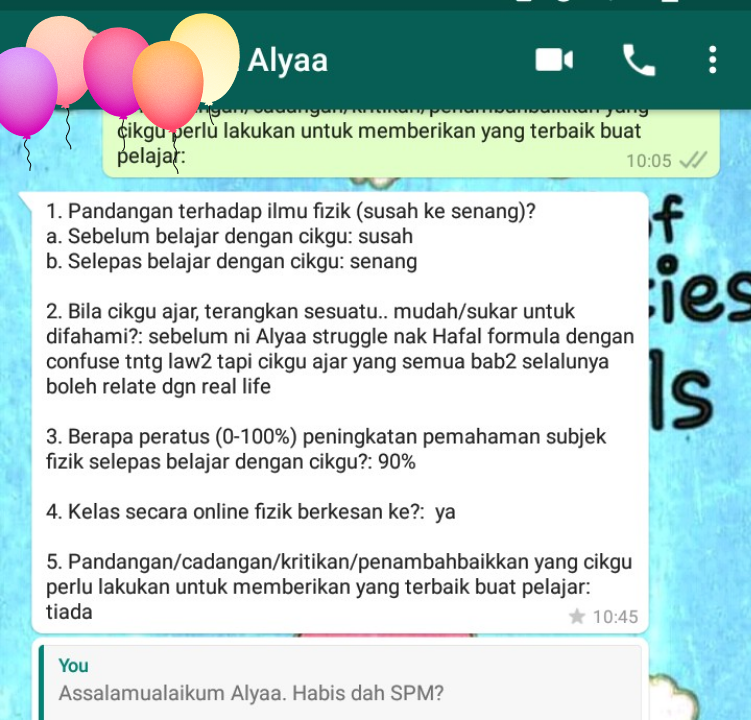 Alyaa
cikgu perlu lakukan untuk memberikan yang terbaik buat
pelajar:
10:05
1. Pandangan terhadap ilmu fizik (susah ke senang)?
a. Sebelum belajar dengan cikgu: susah
b. Selepas belajar dengan cikgu: senang
2. Bila cikgu ajar, terangkan sesuatu.. mudah/sukar untuk
difahami?: sebelum ni Alyaa struggle nak Hafal formula dengan
confuse tntg law2 tapi cikgu ajar yang semua bab2 selalunya
boleh relate dgn real life
3. Berapa peratus (0-100%) peningkatan pemahaman subjek
fizik selepas belajar dengan cikgu?: 90%
4. Kelas secara online fizik berkesan ke?: ya
5. Pandangan/cadangan/kritikan/penambahbaikkan yang cikgu
perlu lakukan untuk memberikan yang terbaik buat pelajar:
tiada
10:45
You
Assalamualaikum Alyaa. Habis dah SPM?